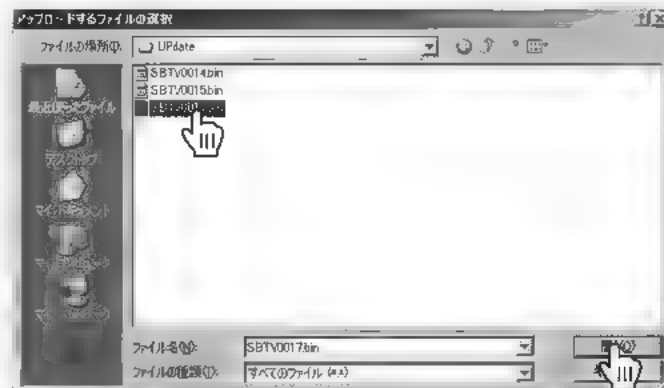 アップロードするファイルの選択
ファイルの場所(I):
UPdate
SBTV0014.bin
SBTV0015.bin
最近使ったファイル
デスクトップ
マイドキュメント
ファイル名(N):
SBTV0017.bin
ファイルの種類(T):
すべてのファイル (*.*)